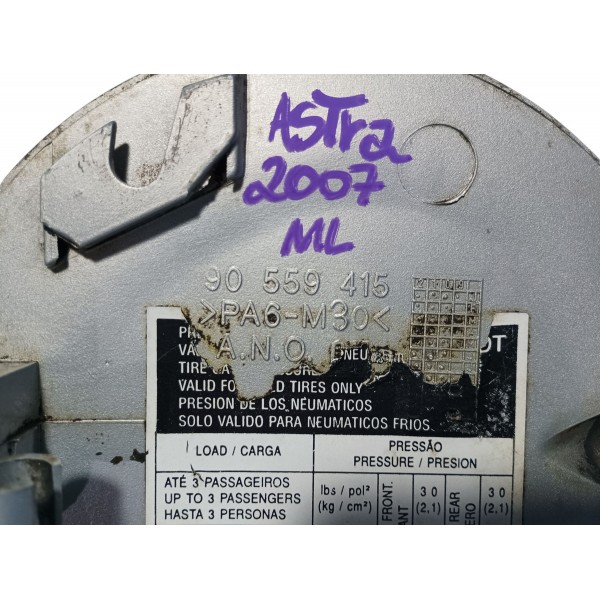 ASTra
2007
ML
90 559 415
>PA6-M30<
A.N.O.
TIRE
VALID FO TIRES ONLY
PRESION DE LOS NEUMATICOS
SOLO VALIDO PARA NEUMATICOS FRIOS.
LOAD / CARGA
PRESSÃO
PRESSURE / PRESION
ATÉ 3 PASSAGEIROS
UP TO 3 PASSENGERS
HASTA 3 PERSONAS
lbs / pol²
(kg / cm²)
FRONT.
ANT
30
(2,1)
REAR
ERO
30
(2,1)